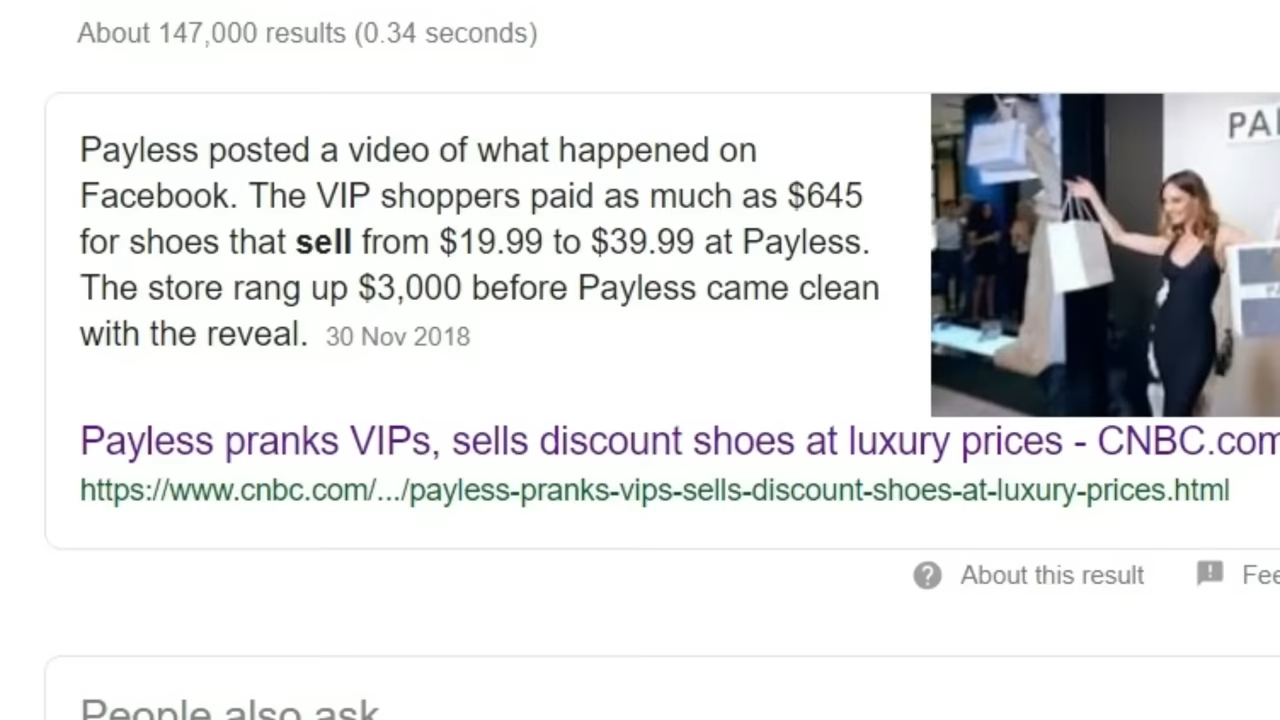 About 147,000 results (0.34 seconds)
Payless posted a video of what happened on
Facebook. The VIP shoppers paid as much as $645
for shoes that sell from $19.99 to $39.99 at Payless.
The store rang up $3,000 before Payless came clean
with the reveal. 30 Nov 2018
PA
Payless pranks VIPs, sells discount shoes at luxury prices - CNBC.com
https://www.cnbc.com/.../payless-pranks-vips-sells-discount-shoes-at-luxury-prices.html
About this result
Fee
People also ask